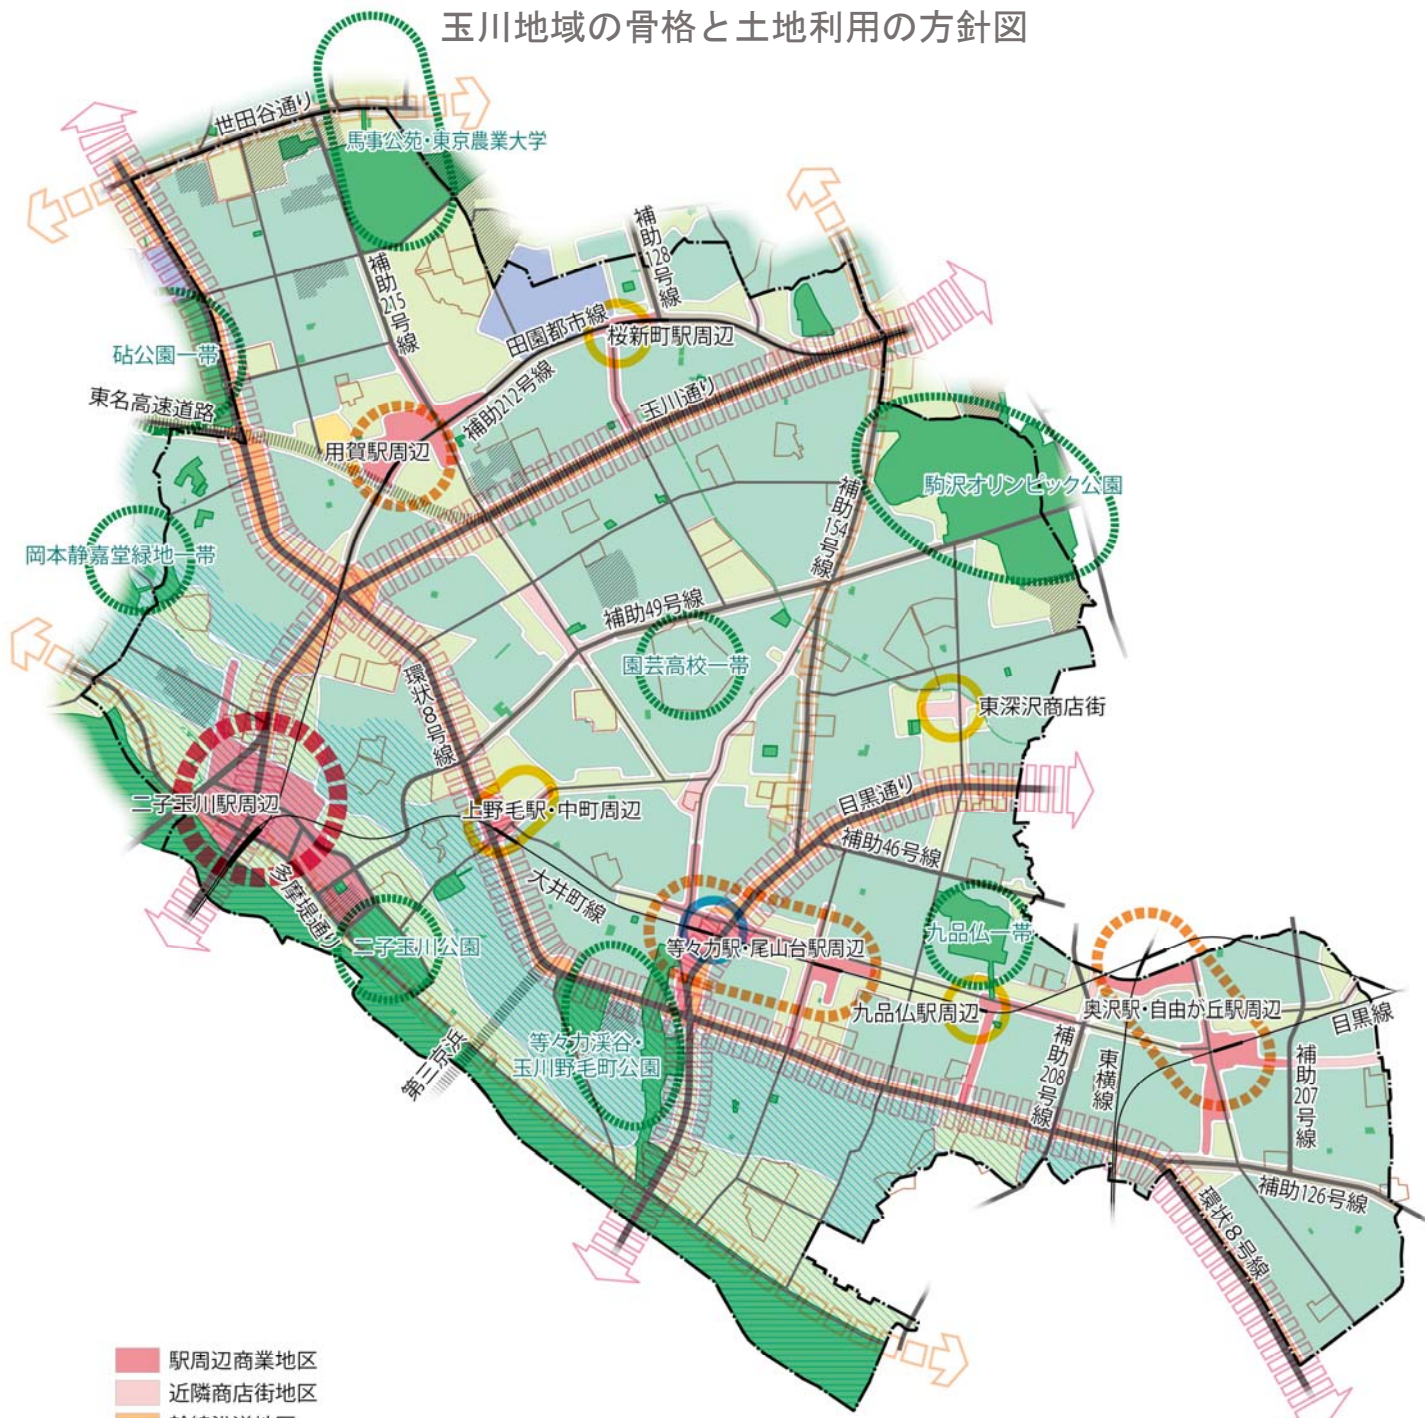 玉川地域の骨格と土地利用の方針図
世田谷通り
馬事公苑・東京農業大学
補助128号線
補助215号線
田園都市線
桜新町駅周辺
砧公園一帯
補助212号線
玉川通り
東名高速道路
用賀駅周辺
駒沢オリンピック公園
補助154号線
岡本静嘉堂緑地一帯
補助49号線
園芸高校一帯
環状8号線
東深沢商店街
二子玉川駅周辺
上野毛駅・中町周辺
目黒通り
補助46号線
大井町線
多摩堤通り
二子玉川公園
等々力駅・尾山台駅周辺
九品仏一帯
九品仏駅周辺
奥沢駅・自由が丘駅周辺
目黒線
等々力渓谷・
玉川野毛町公園
第三京浜
補助208号線
東横線
補助207号線
補助126号線
環状8号線
駅周辺商業地区
近隣商店街地区